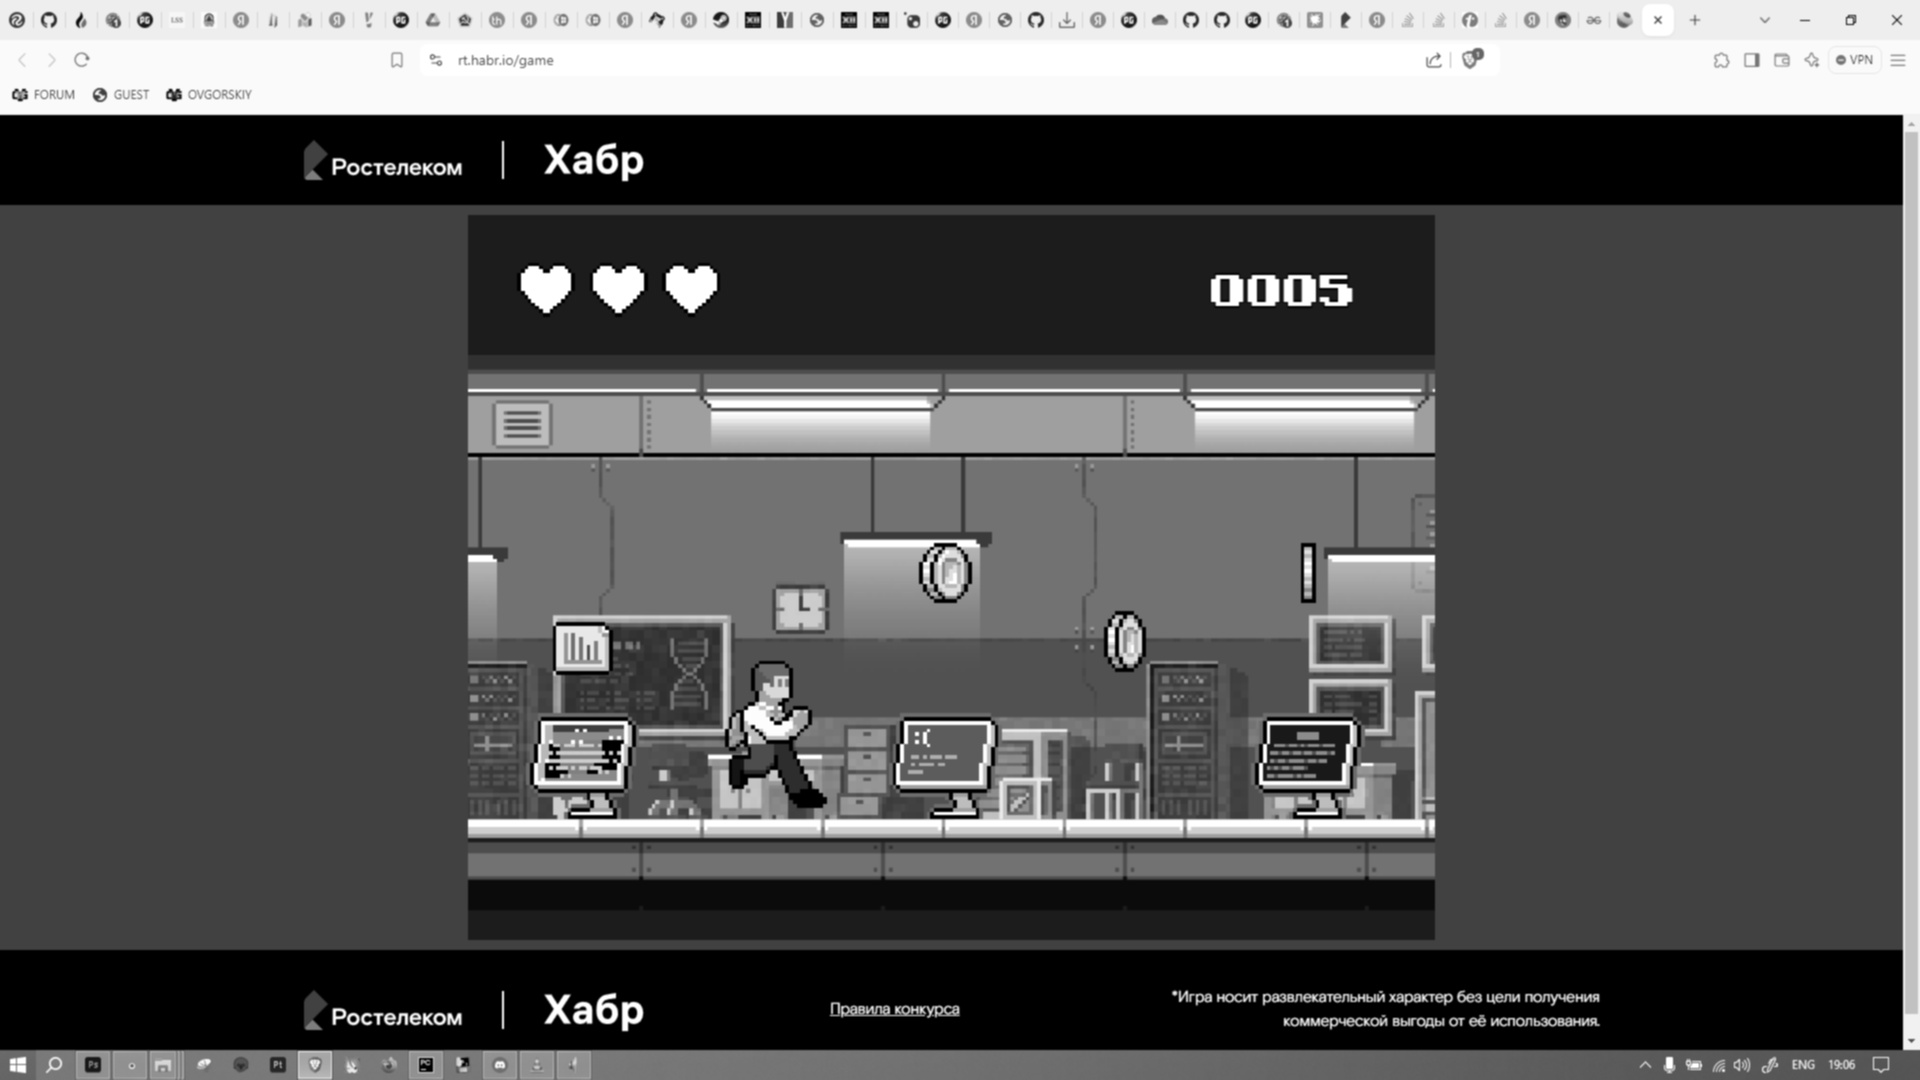 rt.habr.io/game
VPN
FORUM
GUEST
OVGORSKIY
Ростелеком
Хабр
0005
:(
Ростелеком
Хабр
Правила конкурса
*Игра носит развлекательный характер без цели получения
коммерческой выгоды от её использования.
ENG
19:06